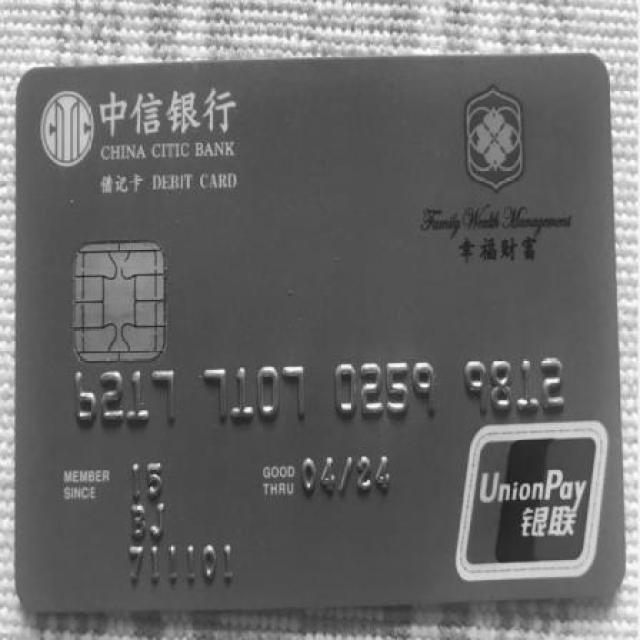 中信银行
CHINA CITIC BANK
借记卡 DEBIT CARD
Family Wealth Management
幸福财富
6217 7107 0259 9812
MEMBER SINCE 15
GOOD THRU 04/24
BJ
711101
UnionPay
银联